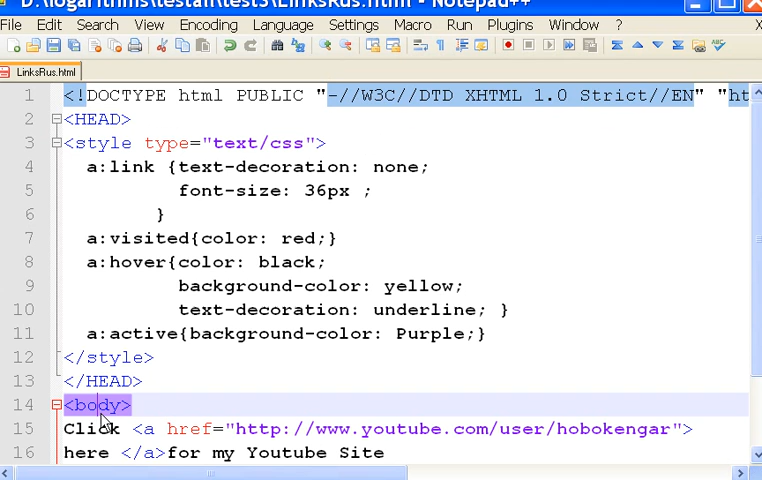 D:\logarithms\testall\test3\LinksRus.html - Notepad++
File Edit Search View Encoding Language Settings Macro Run Plugins Window ?
LinksRus.html
1 <!DOCTYPE html PUBLIC "-//W3C//DTD XHTML 1.0 Strict//EN" "ht
2 <HEAD>
3 <style type="text/css">
4 a:link {text-decoration: none;
5 font-size: 36px ;
6 }
7 a:visited{color: red;}
8 a:hover{color: black;
9 background-color: yellow;
10 text-decoration: underline; }
11 a:active{background-color: Purple;}
12 </style>
13 </HEAD>
14 <body>
15 Click <a href="http://www.youtube.com/user/hobokengar">
16 here </a>for my Youtube Site